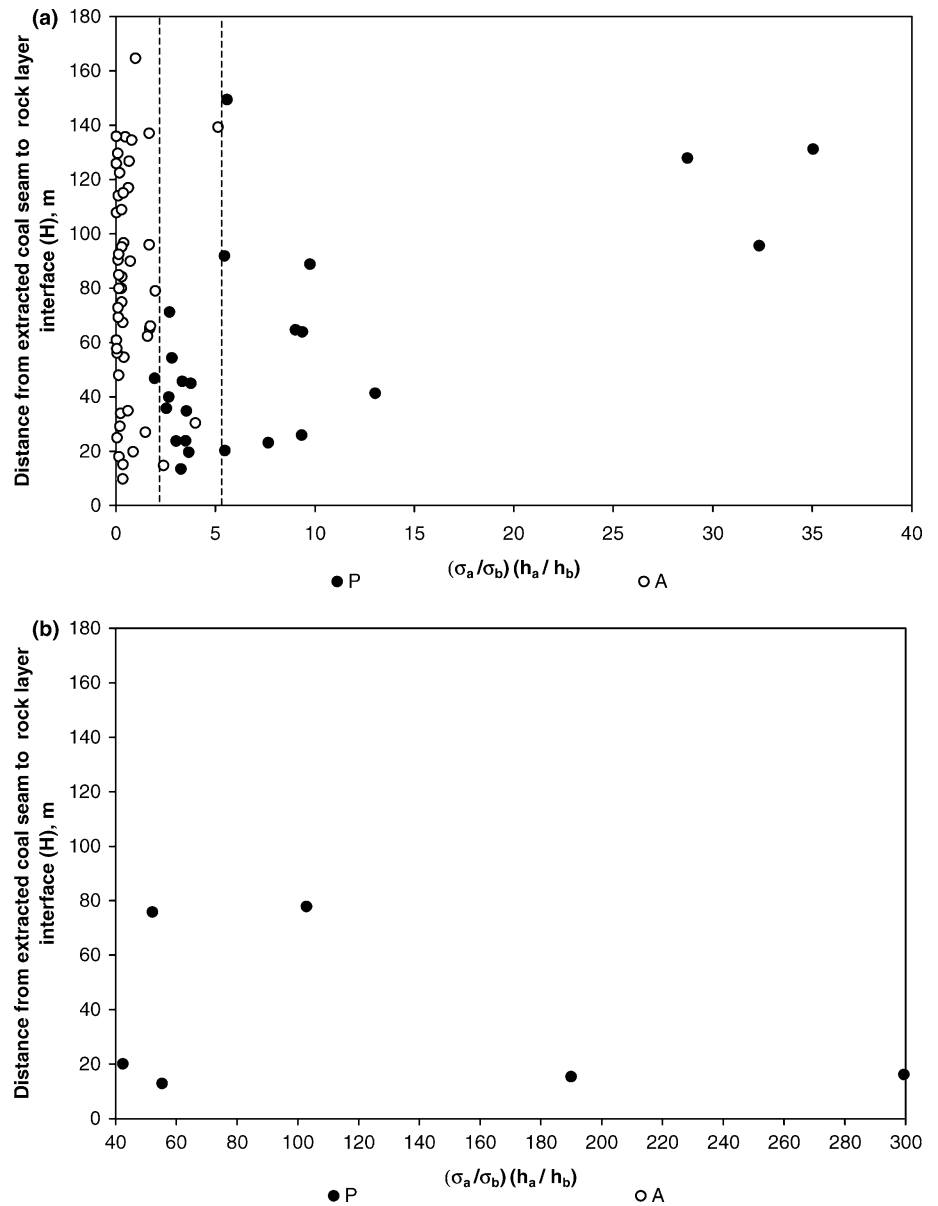 (a)
180
160
140
120
100
80
60
40
20
0
Distance from extracted coal seam to rock layer
interface (H), m
0 5 10 15 20 25 30 35 40
(σa/σb) (ha / hb)
P A
(b)
180
160
140
120
100
80
60
40
20
0
Distance from extracted coal seam to rock layer
interface (H), m
40 60 80 100 120 140 160 180 200 220 240 260 280 300
(σa/σb) (ha / hb)
P A